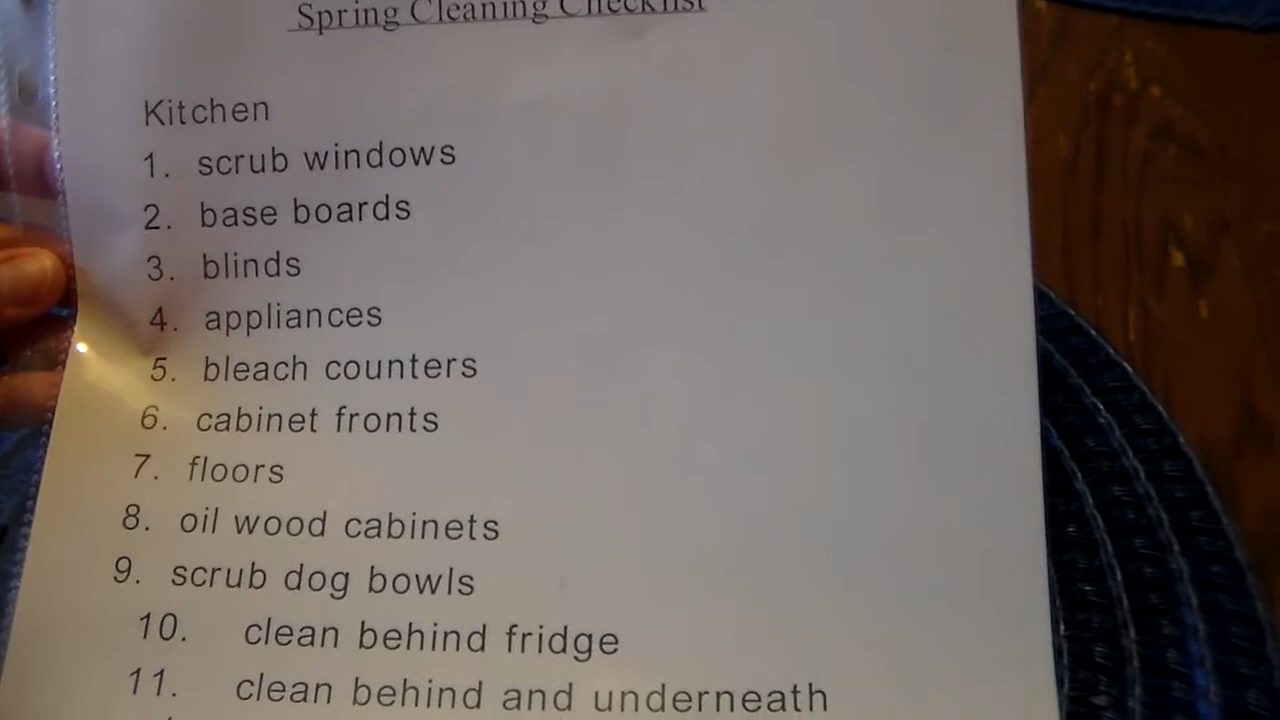 Spring Cleaning Checklist
Kitchen
1. scrub windows
2. base boards
3. blinds
4. appliances
5. bleach counters
6. cabinet fronts
7. floors
8. oil wood cabinets
9. scrub dog bowls
10. clean behind fridge
11. clean behind and underneath